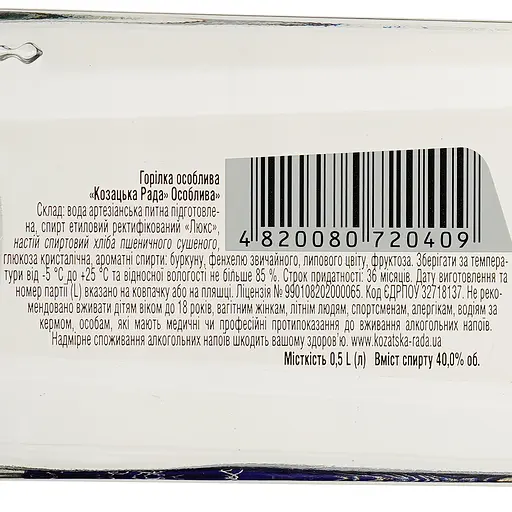 Горілка особлива
«Козацька Рада» Особлива»
Склад: вода артезіанська питна підготовле-
на, спирт етиловий ректифікований «Люкс»,
настій спиртовий хліба пшеничного сушеного,
глюкоза кристалічна, ароматні спирти: буркуну, фенхелю звичайного, липового цвіту, фруктоза. Зберігати за темпера-
тури від -5 °С до +25 °С та відносної вологості не більше 85 %. Строк придатності: 36 місяців. Дату виготовлення та
номер партії (L) вказано на ковпачку або на пляшці. Ліцензія № 990108202000065. Код ЄДРПОУ 32718137. Не реко-
мендовано вживати дітям віком до 18 років, вагітним жінкам, літнім людям, спортсменам, алергікам, водіям за
кермом, особам, які мають медичні чи професійні протипоказання до вживання алкогольних напоїв.
Надмірне споживання алкогольних напоїв шкодить вашому здоров'ю. www.kozatska-rada.ua
Місткість 0,5 L (л) Вміст спирту 40,0% об.
4 820080 720409